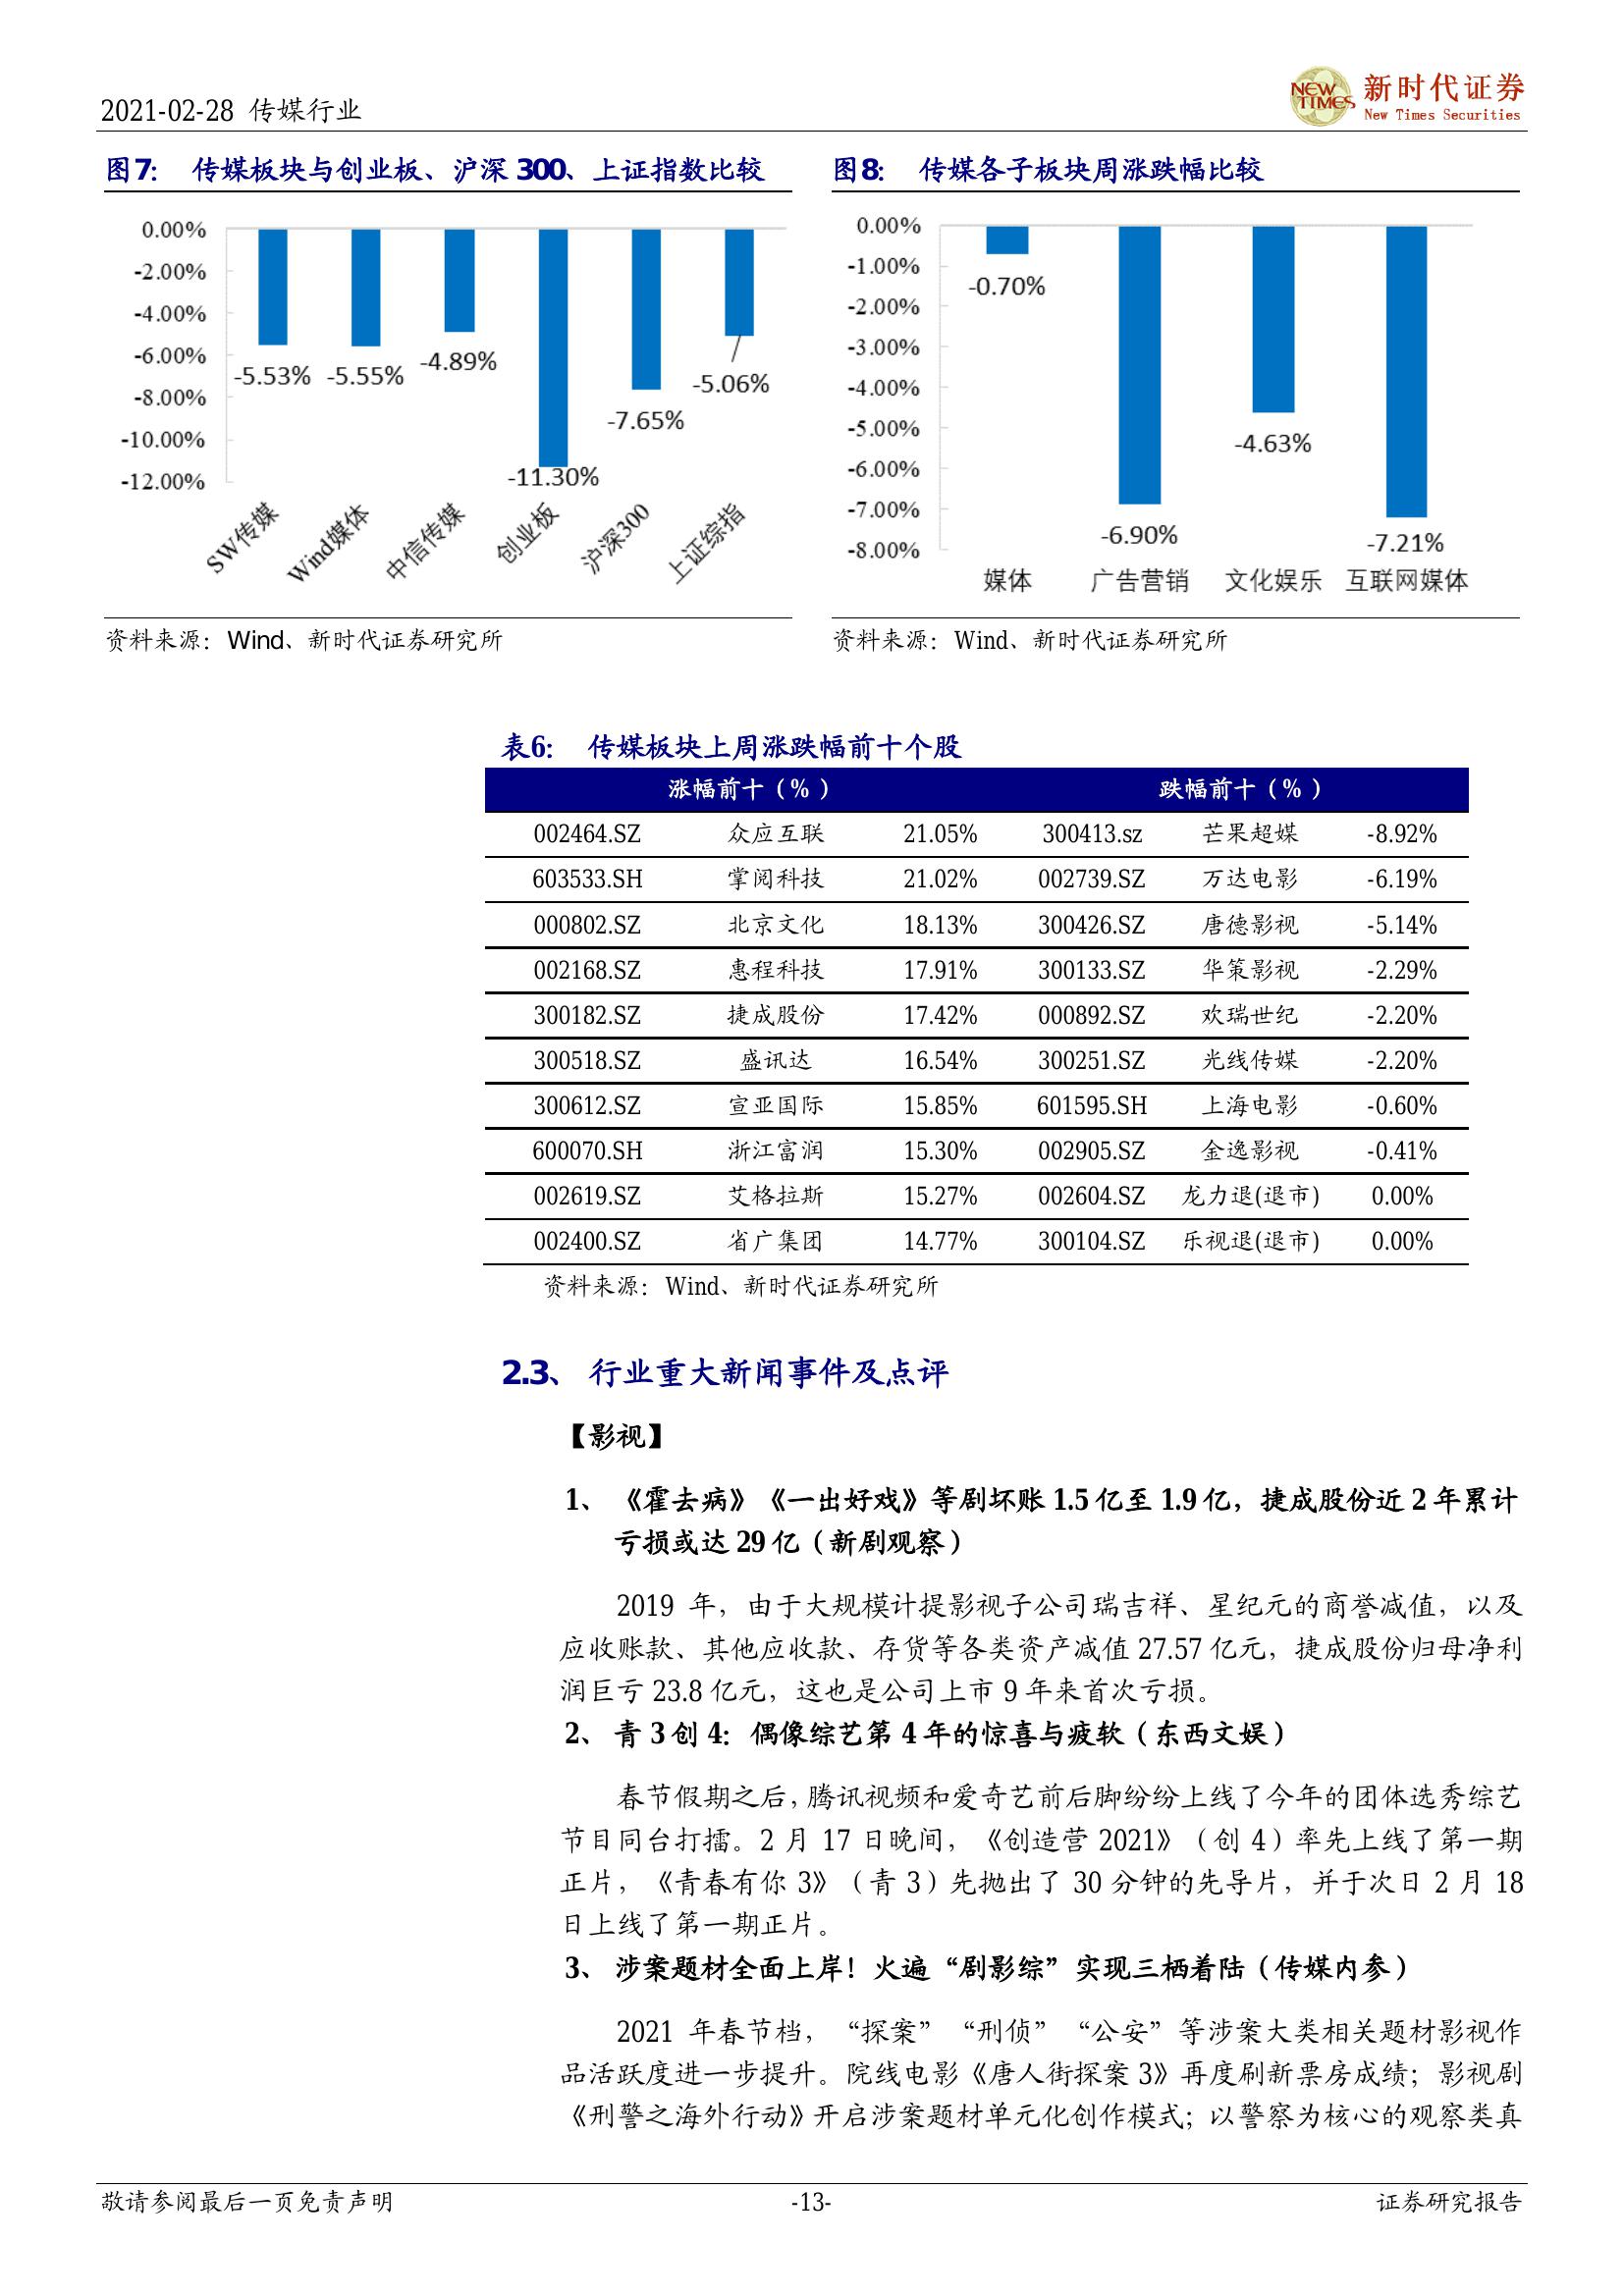 2021-02-28 传媒行业
NEW TIMES
新时代证券
New Times Securities
图7: 传媒板块与创业板、沪深 300、上证指数比较
0.00%
-2.00%
-4.00%
-6.00%
-8.00%
-10.00%
-12.00%
-5.53%
-5.55%
-4.89%
-11.30%
-7.65%
-5.06%
SW传媒
Wind媒体
中信传媒
创业板
沪深300
上证综指
资料来源：Wind、新时代证券研究所
图8: 传媒各子板块周涨跌幅比较
0.00%
-1.00%
-2.00%
-3.00%
-4.00%
-5.00%
-6.00%
-7.00%
-8.00%
-0.70%
-6.90%
-4.63%
-7.21%
媒体
广告营销
文化娱乐
互联网媒体
资料来源：Wind、新时代证券研究所
表6: 传媒板块上周涨跌幅前十个股
涨幅前十（%） 跌幅前十（%）
002464.SZ 众应互联 21.05% 300413.sz 芒果超媒 -8.92%
603533.SH 掌阅科技 21.02% 002739.SZ 万达电影 -6.19%
000802.SZ 北京文化 18.13% 300426.SZ 唐德影视 -5.14%
002168.SZ 惠程科技 17.91% 300133.SZ 华策影视 -2.29%
300182.SZ 捷成股份 17.42% 000892.SZ 欢瑞世纪 -2.20%
300518.SZ 盛讯达 16.54% 300251.SZ 光线传媒 -2.20%
300612.SZ 宣亚国际 15.85% 601595.SH 上海电影 -0.60%
600070.SH 浙江富润 15.30% 002905.SZ 金逸影视 -0.41%
002619.SZ 艾格拉斯 15.27% 002604.SZ 龙力退(退市) 0.00%
002400.SZ 省广集团 14.77% 300104.SZ 乐视退(退市) 0.00%
资料来源：Wind、新时代证券研究所
2.3、 行业重大新闻事件及点评
【影视】
1、 《霍去病》《一出好戏》等剧坏账 1.5 亿至 1.9 亿，捷成股份近 2 年累计
亏损或达 29 亿（新剧观察）
2019 年，由于大规模计提影视子公司瑞吉祥、星纪元的商誉减值，以及
应收账款、其他应收款、存货等各类资产减值 27.57 亿元，捷成股份归母净利
润巨亏 23.8 亿元，这也是公司上市 9 年来首次亏损。
2、 青 3 创 4：偶像综艺第 4 年的惊喜与疲软（东西文娱）
春节假期之后，腾讯视频和爱奇艺前后脚纷纷上线了今年的团体选秀综艺
节目同台打擂。2 月 17 日晚间，《创造营 2021》（创 4）率先上线了第一期
正片，《青春有你 3》（青 3）先抛出了 30 分钟的先导片，并于次日 2 月 18
日上线了第一期正片。
3、 涉案题材全面上岸！火遍“剧影综”实现三栖着陆（传媒内参）
2021 年春节档，“探案”“刑侦”“公安”等涉案大类相关题材影视作
品活跃度进一步提升。院线电影《唐人街探案 3》再度刷新票房成绩；影视剧
《刑警之海外行动》开启涉案题材单元化创作模式；以警察为核心的观察类真
敬请参阅最后一页免责声明 -13- 证券研究报告